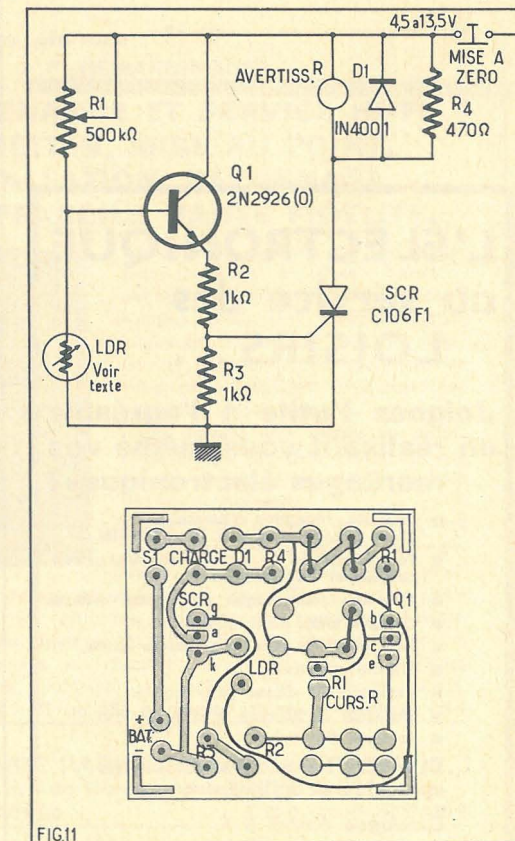 4,5 a 13,5V
MISE A
ZERO
AVERTISS.R
D1
R1
500kΩ
IN4001
R4
470Ω
Q1
2N2926(0)
R2
1kΩ
SCR
C106F1
LDR
Voir
texte
R3
1kΩ
S1 CHARGE D1 R4 R1
SCR g
a
k
Q1
b
c
e
LDR
R1
CURS.R
+
BAT.
−
R3 R2
FIG.11